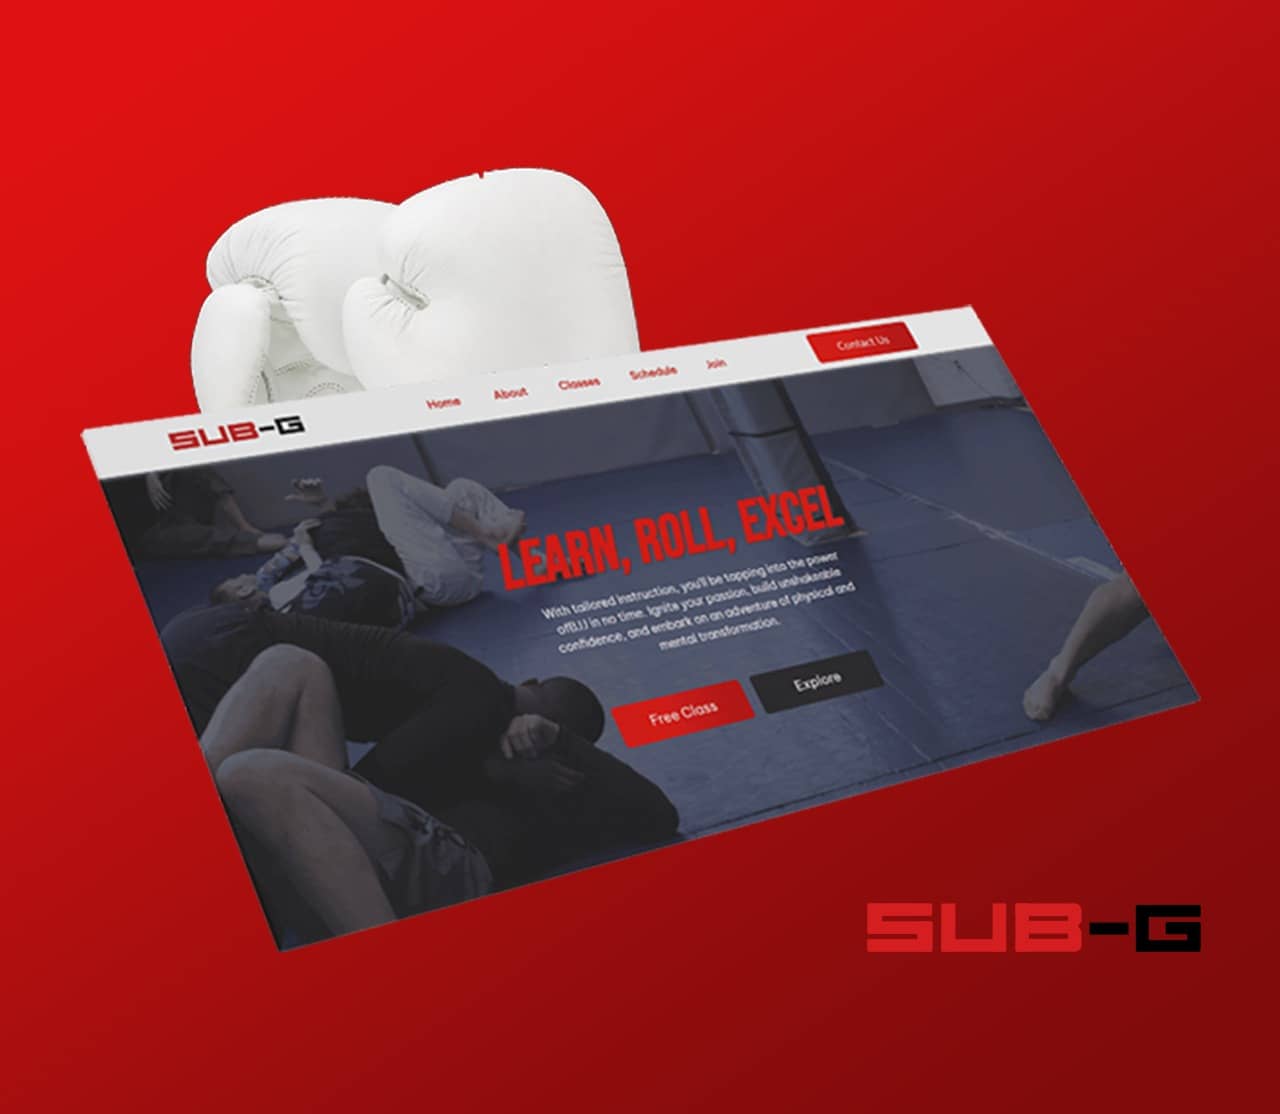 SUB-G
Home About Classes Schedule Join
Contact Us
LEARN, ROLL, EXCEL
With tailored instruction, you'll be tapping into the power
of BJJ in no time. Ignite your passion, build unshakeable
confidence, and embark on an adventure of physical and
mental transformation.
Free Class
Explore
SUB-G